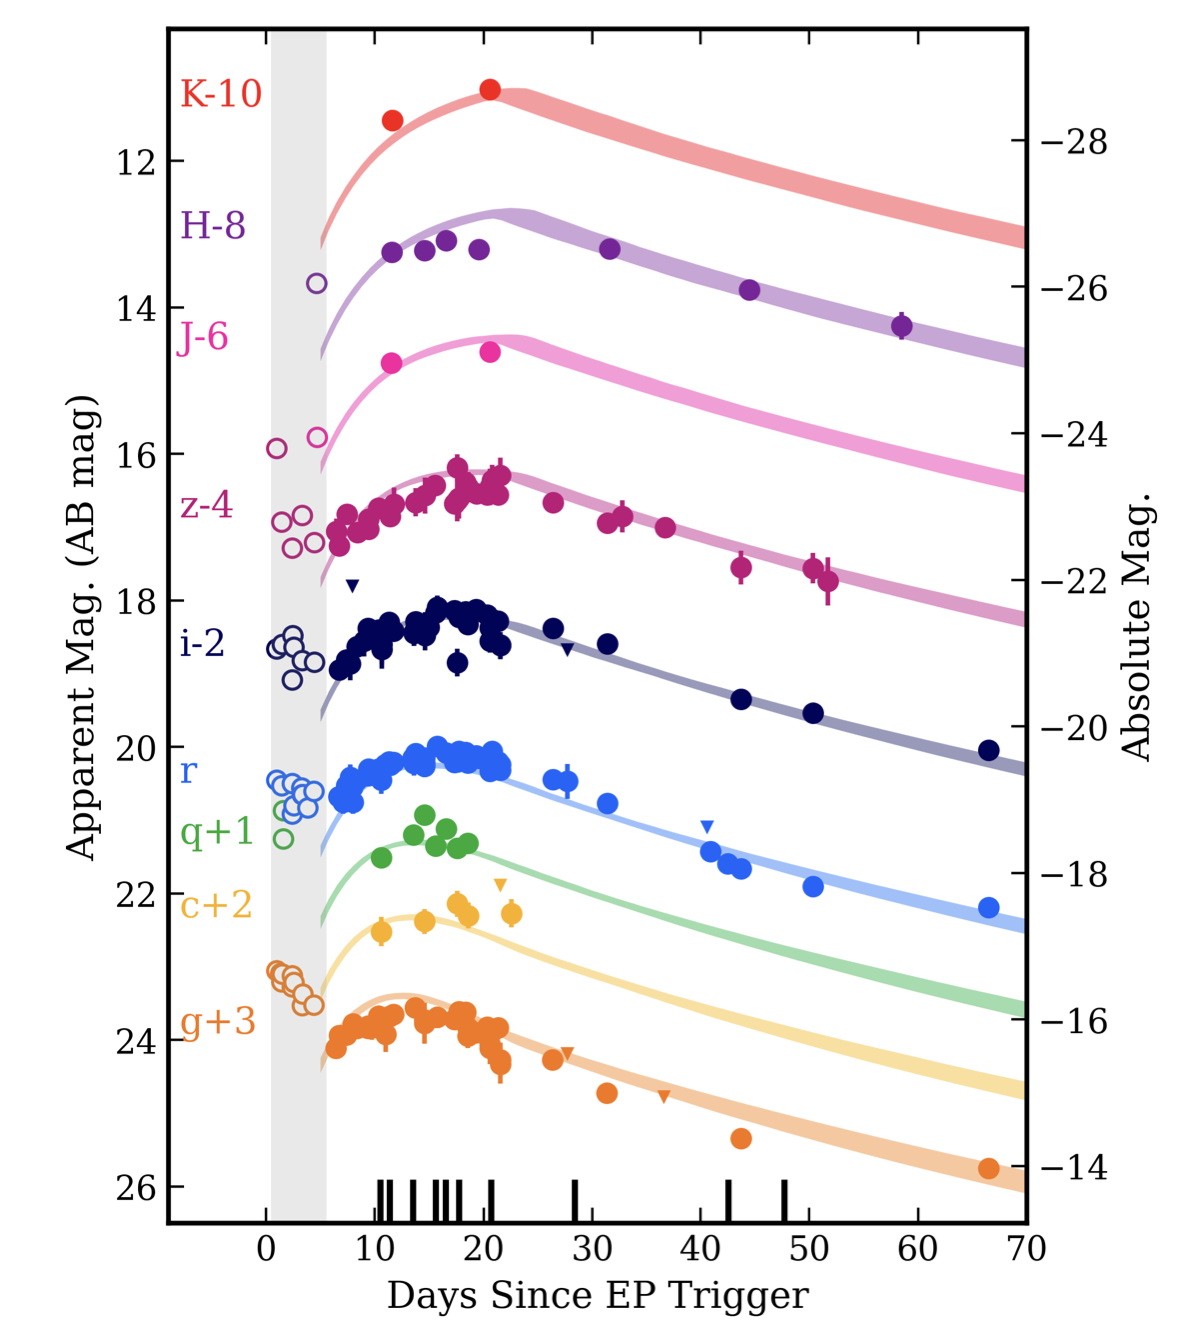 K-10
H-8
J-6
z-4
i-2
r
q+1
c+2
g+3
12
14
16
18
20
22
24
26
−28
−26
−24
−22
−20
−18
−16
−14
0 10 20 30 40 50 60 70
Days Since EP Trigger
Apparent Mag. (AB mag)
Absolute Mag.